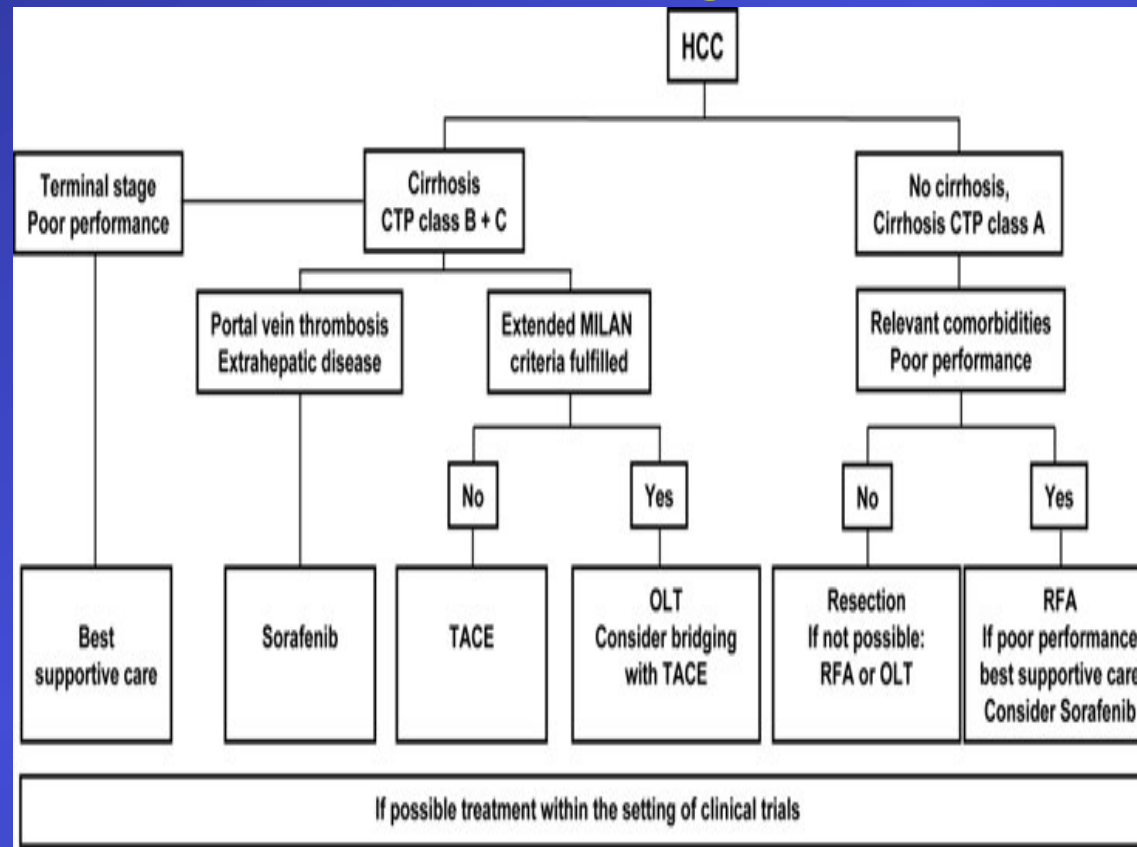 HCC
Terminal stage
Poor performance
Cirrhosis
CTP class B + C
No cirrhosis,
Cirrhosis CTP class A
Portal vein thrombosis
Extrahepatic disease
Extended MILAN
criteria fulfilled
Relevant comorbidities
Poor performance
No
Yes
No
Yes
Best
supportive care
Sorafenib
TACE
OLT
Consider bridging
with TACE
Resection
If not possible:
RFA or OLT
RFA
If poor performance
best supportive care
Consider Sorafenib
If possible treatment within the setting of clinical trials